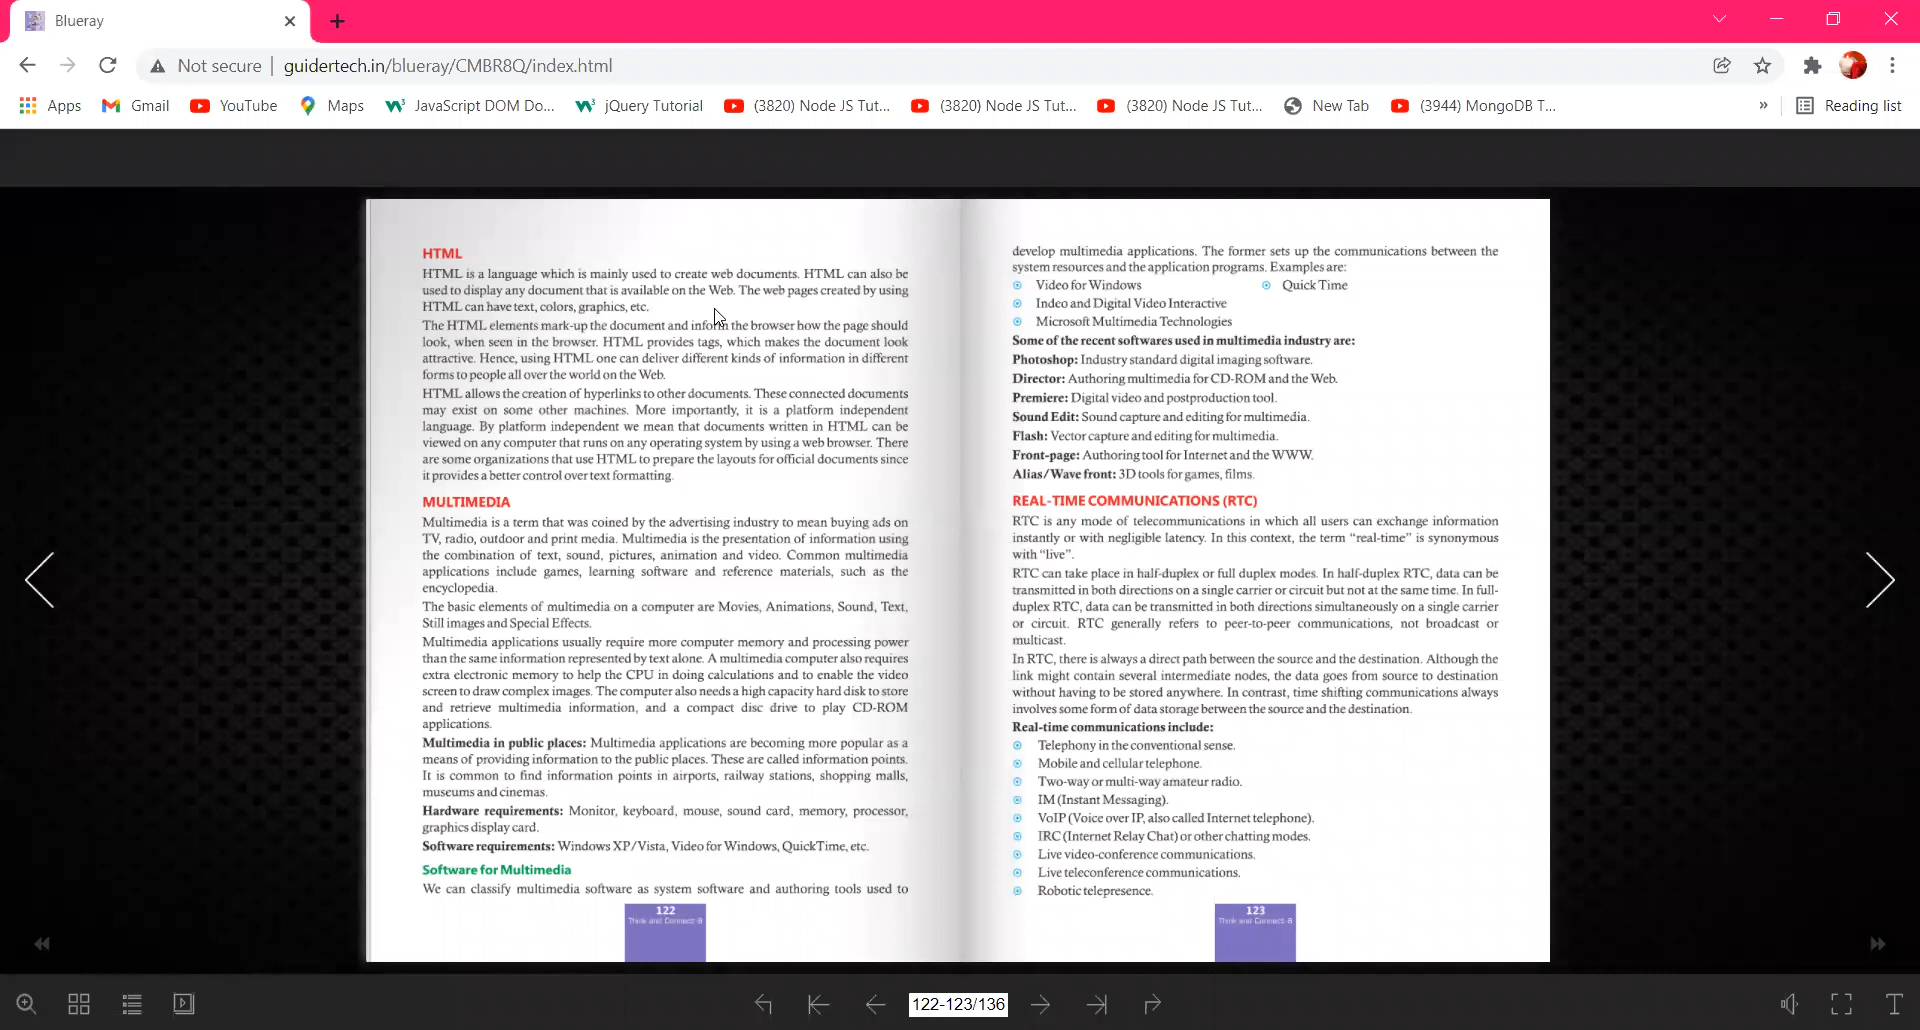 Blueray
Not secure
guidertech.in/blueray/CMBR8Q/index.html
Apps
Gmail
YouTube
Maps
JavaScript DOM Do...
jQuery Tutorial
(3820) Node JS Tut...
(3820) Node JS Tut...
(3820) Node JS Tut...
New Tab
(3944) MongoDB T...
»
Reading list
HTML
HTML is a language which is mainly used to create web documents. HTML can also be
used to display any document that is available on the Web. The web pages created by using
HTML can have text, colors, graphics, etc.
The HTML elements mark-up the document and inform the browser how the page should
look, when seen in the browser. HTML provides tags, which makes the document look
attractive. Hence, using HTML one can deliver different kinds of information in different
forms to people all over the world on the Web.
HTML allows the creation of hyperlinks to other documents. These connected documents
may exist on some other machines. More importantly, it is a platform independent
language. By platform independent we mean that documents written in HTML can be
viewed on any computer that runs on any operating system by using a web browser. There
are some organizations that use HTML to prepare the layouts for official documents since
it provides a better control over text formatting.
MULTIMEDIA
Multimedia is a term that was coined by the advertising industry to mean buying ads on
TV, radio, outdoor and print media. Multimedia is the presentation of information using
the combination of text, sound, pictures, animation and video. Common multimedia
applications include games, learning software and reference materials, such as the
encyclopedia.
The basic elements of multimedia on a computer are Movies, Animations, Sound, Text,
Still images and Special Effects.
Multimedia applications usually require more computer memory and processing power
than the same information represented by text alone. A multimedia computer also requires
extra electronic memory to help the CPU in doing calculations and to enable the video
screen to draw complex images. The computer also needs a high capacity hard disk to store
and retrieve multimedia information, and a compact disc drive to play CD-ROM
applications.
Multimedia in public places: Multimedia applications are becoming more popular as a
means of providing information to the public places. These are called information points.
It is common to find information points in airports, railway stations, shopping malls,
museums and cinemas.
Hardware requirements: Monitor, keyboard, mouse, sound card, memory, processor,
graphics display card.
Software requirements: Windows XP/Vista, Video for Windows, QuickTime, etc.
Software for Multimedia
We can classify multimedia software as system software and authoring tools used to
122
Think and Connect-8
develop multimedia applications. The former sets up the communications between the
system resources and the application programs. Examples are:
Video for Windows
Quick Time
Indeo and Digital Video Interactive
Microsoft Multimedia Technologies
Some of the recent softwares used in multimedia industry are:
Photoshop: Industry standard digital imaging software.
Director: Authoring multimedia for CD-ROM and the Web.
Premiere: Digital video and postproduction tool.
Sound Edit: Sound capture and editing for multimedia.
Flash: Vector capture and editing for multimedia.
Front-page: Authoring tool for Internet and the WWW.
Alias/Wave front: 3D tools for games, films.
REAL-TIME COMMUNICATIONS (RTC)
RTC is any mode of telecommunications in which all users can exchange information
instantly or with negligible latency. In this context, the term "real-time" is synonymous
with "live".
RTC can take place in half-duplex or full duplex modes. In half-duplex RTC, data can be
transmitted in both directions on a single carrier or circuit but not at the same time. In full-
duplex RTC, data can be transmitted in both directions simultaneously on a single carrier
or circuit. RTC generally refers to peer-to-peer communications, not broadcast or
multicast.
In RTC, there is always a direct path between the source and the destination. Although the
link might contain several intermediate nodes, the data goes from source to destination
without having to be stored anywhere. In contrast, time shifting communications always
involves some form of data storage between the source and the destination.
Real-time communications include:
Telephony in the conventional sense.
Mobile and cellular telephone.
Two-way or multi-way amateur radio.
IM (Instant Messaging).
VoIP (Voice over IP, also called Internet telephone).
IRC (Internet Relay Chat) or other chatting modes.
Live video-conference communications.
Live teleconference communications.
Robotic telepresence.
123
Think and Connect-8
122-123/136